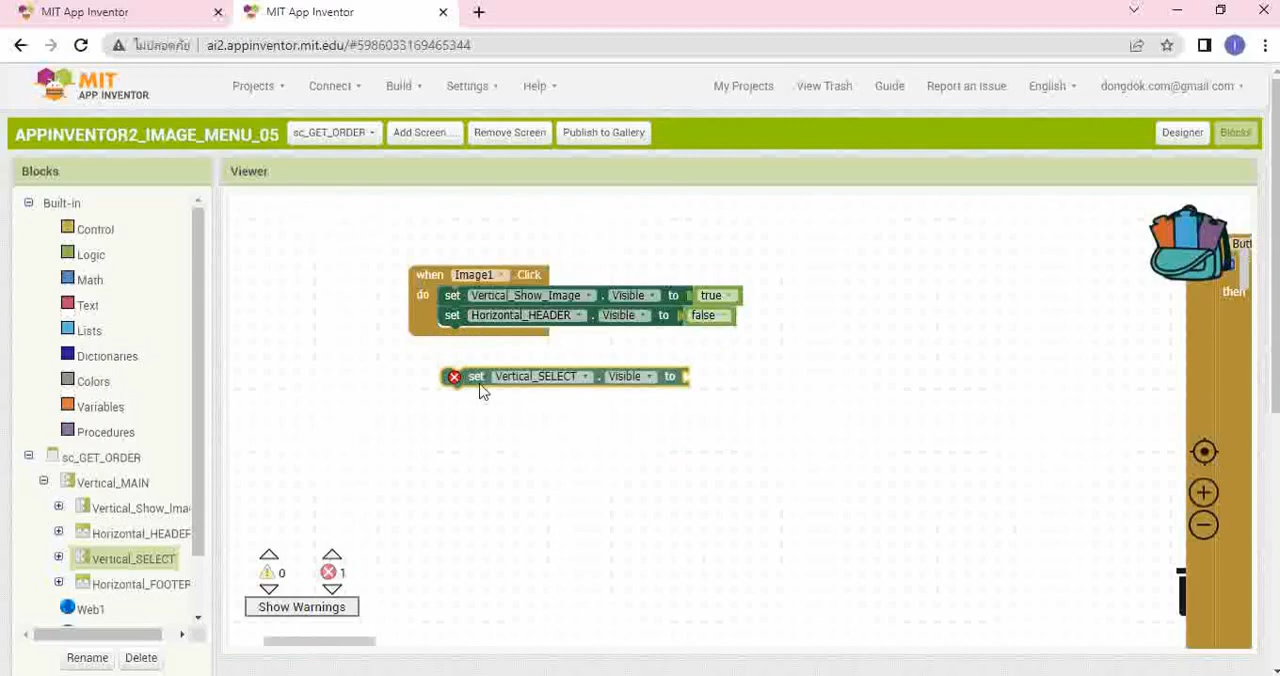 MIT App Inventor
MIT App Inventor
ไม่ปลอดภัย
ai2.appinventor.mit.edu/#5986033169465344
MIT
APP INVENTOR
Projects
Connect
Build
Settings
Help
My Projects
View Trash
Guide
Report an Issue
English
dongdok.com@gmail.com
APPINVENTOR2_IMAGE_MENU_05
sc_GET_ORDER
Add Screen ...
Remove Screen
Publish to Gallery
Designer
Blocks
Blocks
Viewer
Built-in
Control
Logic
Math
Text
Lists
Dictionaries
Colors
Variables
Procedures
sc_GET_ORDER
Vertical_MAIN
Vertical_Show_Ima
Horizontal_HEADER
Vertical_SELECT
Horizontal_FOOTER
Web1
Rename
Delete
when Image1 .Click
do set Vertical_Show_Image . Visible to true
set Horizontal_HEADER . Visible to false
set Vertical_SELECT . Visible to
0
1
Show Warnings
Butt
then